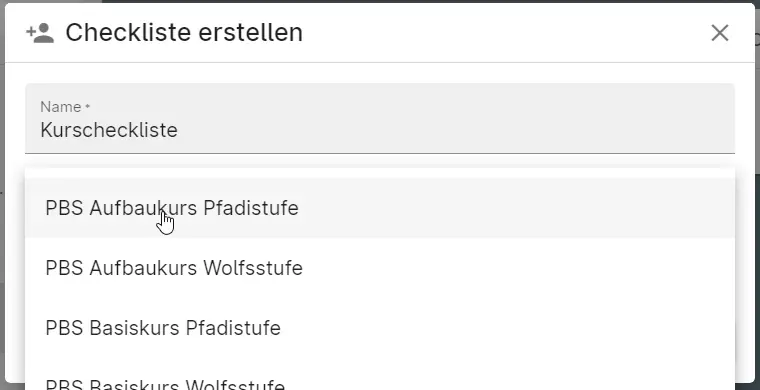 Checkliste erstellen
Name *
Kurscheckliste
PBS Aufbaukurs Pfadistufe
PBS Aufbaukurs Wolfsstufe
PBS Basiskurs Pfadistufe
PBS Basiskurs Wolfsstufe